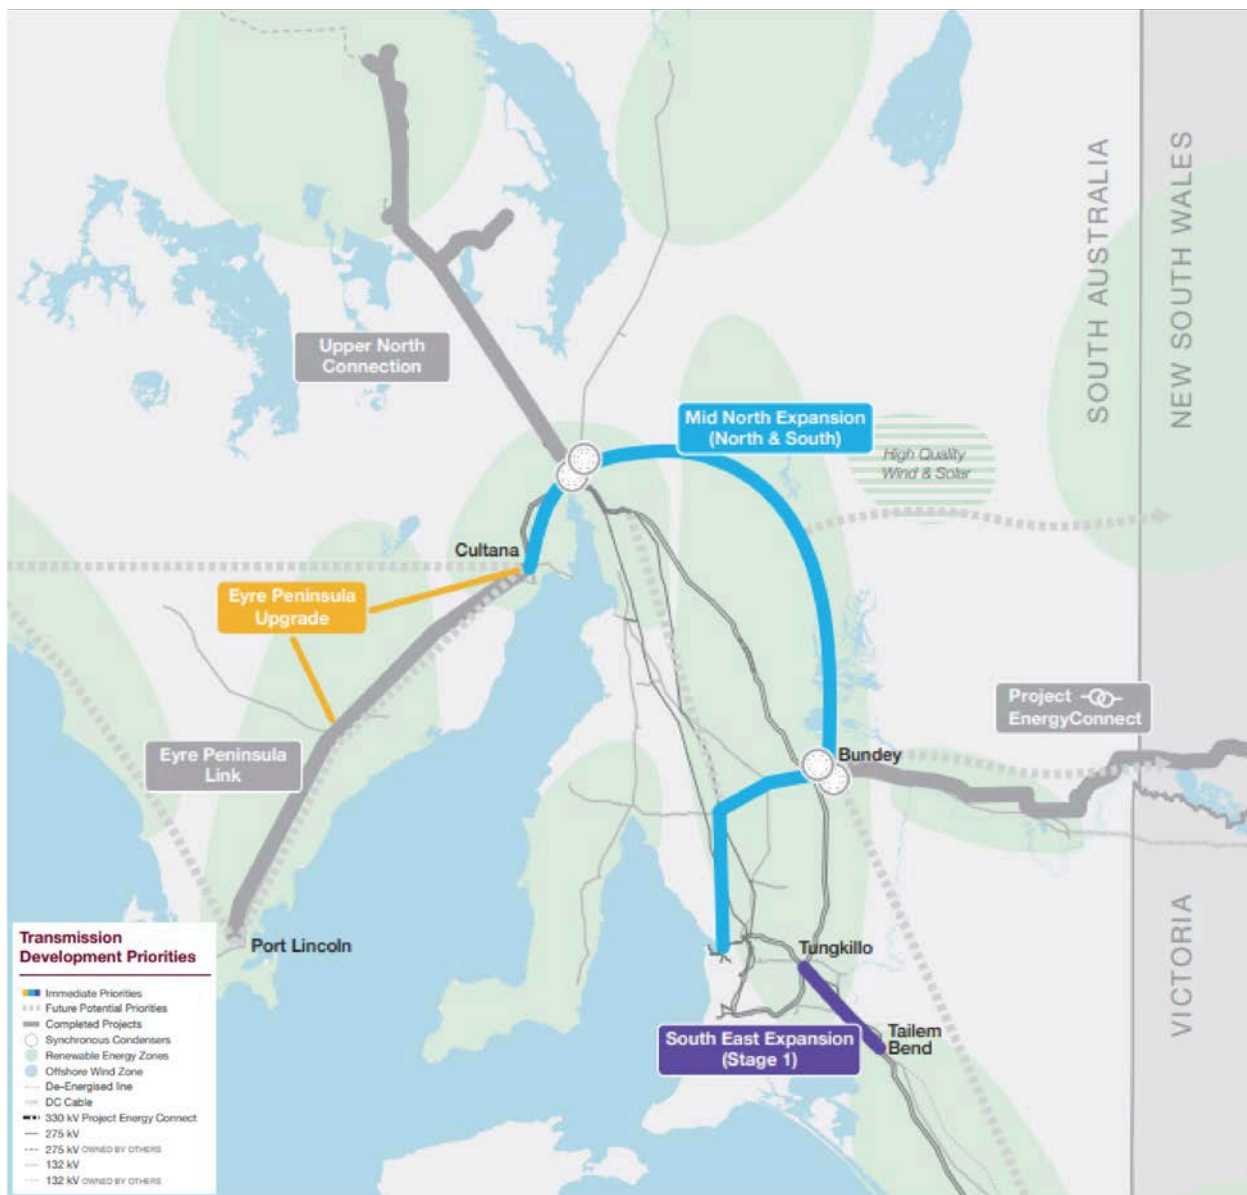 SOUTH AUSTRALIA
NEW SOUTH WALES
Upper North
Connection
Mid North Expansion
(North & South)
High Quality
Wind & Solar
Cultana
Eyre Peninsula
Upgrade
Project
EnergyConnect
Eyre Peninsula
Link
Bundey
VICTORIA
Port Lincoln
Tungkillo
South East Expansion
(Stage 1)
Tailem
Bend
Transmission
Development Priorities
Immediate Priorities
Future Potential Priorities
Completed Projects
Synchronous Condensers
Renewable Energy Zones
Offshore Wind Zone
De-Energised line
DC Cable
330 kV Project Energy Connect
275 kV
275 kV OWNED BY OTHERS
132 kV
132 kV OWNED BY OTHERS